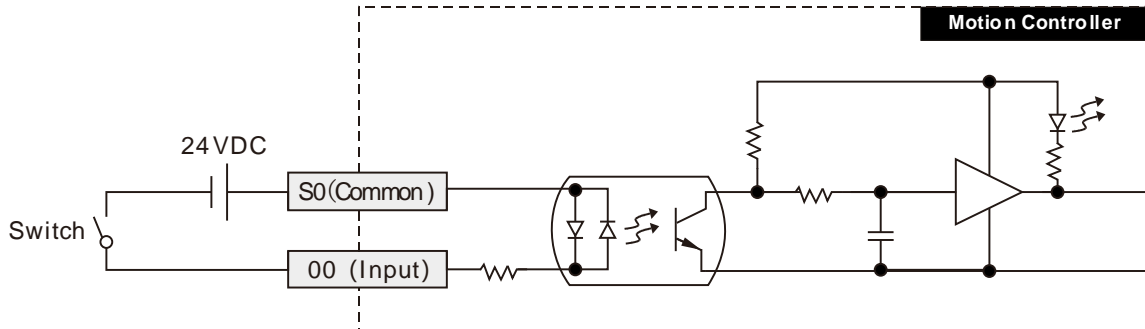 Motion Controller
24VDC
S0(Common)
Switch
00 (Input)